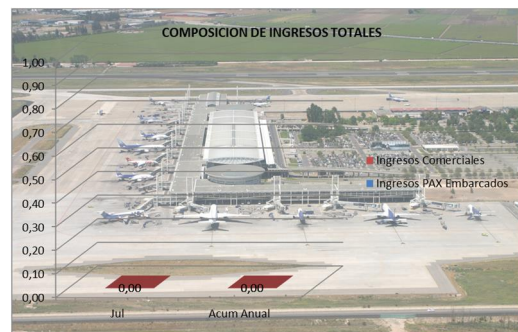 COMPOSICION DE INGRESOS TOTALES
1,00
0,90
0,80
0,70
0,60
0,50
0,40
0,30
0,20
0,10
0,00
0,00
0,00
Jul
Acum Anual
Ingresos Comerciales
Ingresos PAX Embarcados